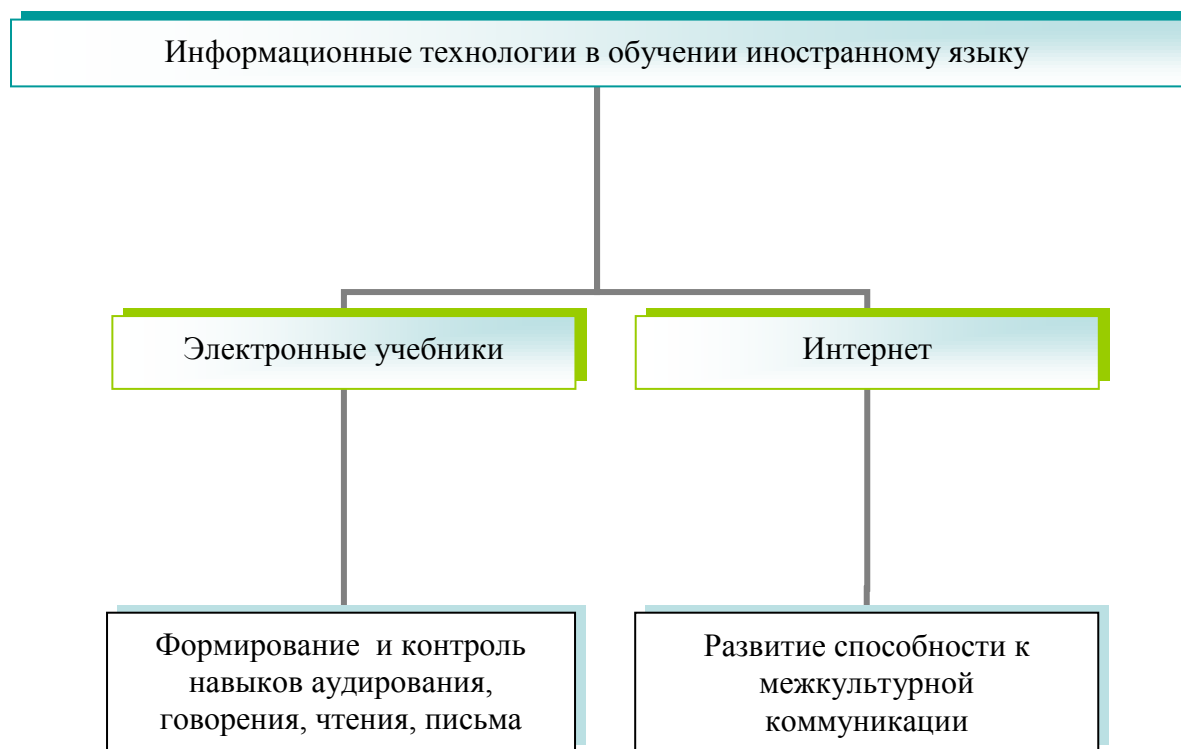 Информационные технологии в обучении иностранному языку
Электронные учебники
Интернет
Формирование и контроль
навыков аудирования,
говорения, чтения, письма
Развитие способности к
межкультурной
коммуникации